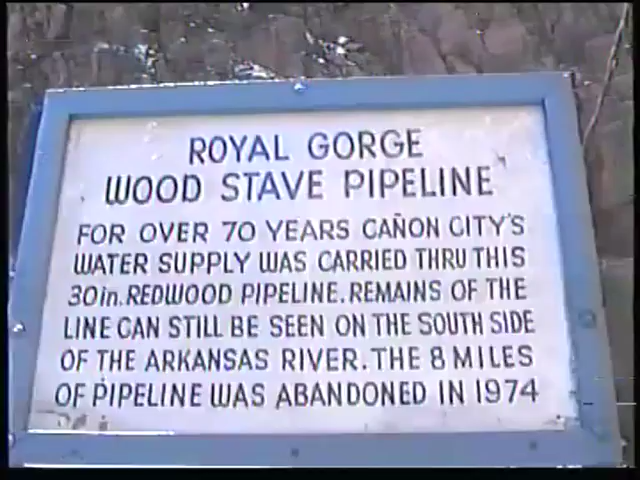 ROYAL GORGE
WOOD STAVE PIPELINE
FOR OVER 70 YEARS CAÑON CITY'S
WATER SUPPLY WAS CARRIED THRU THIS
30in. REDWOOD PIPELINE. REMAINS OF THE
LINE CAN STILL BE SEEN ON THE SOUTH SIDE
OF THE ARKANSAS RIVER. THE 8 MILES
OF PIPELINE WAS ABANDONED IN 1974